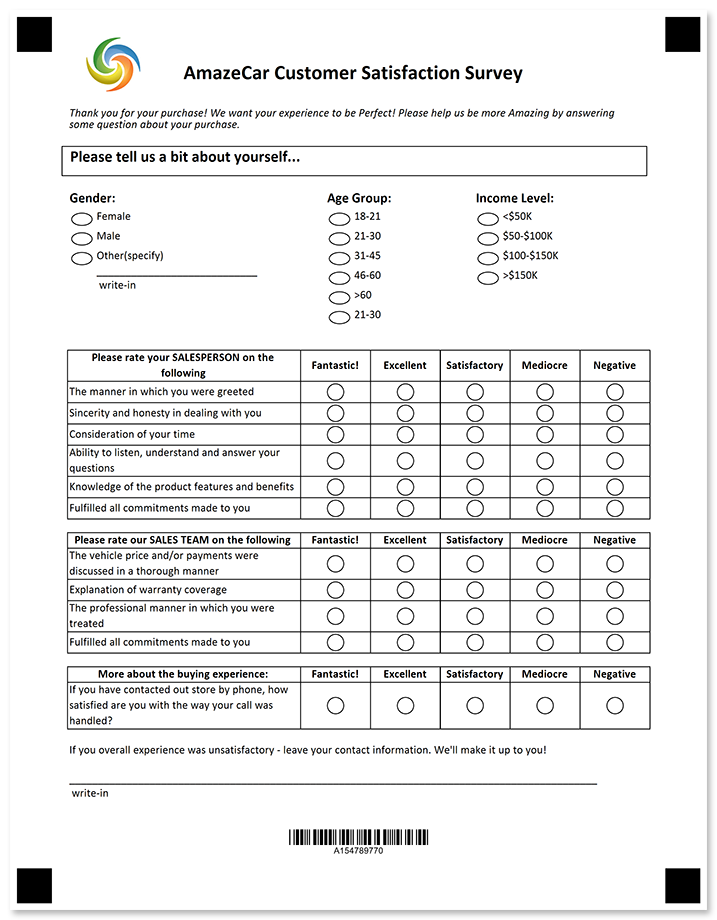 AmazeCar Customer Satisfaction Survey
Thank you for your purchase! We want your experience to be Perfect! Please help us be more Amazing by answering
some question about your purchase.
Please tell us a bit about yourself...
Gender:
Female
Male
Other(specify)
write-in
Age Group:
18-21
21-30
31-45
46-60
>60
21-30
Income Level:
<$50K
$50-$100K
$100-$150K
>$150K
Please rate your SALESPERSON on the
following
Fantastic! Excellent Satisfactory Mediocre Negative
The manner in which you were greeted
Sincerity and honesty in dealing with you
Consideration of your time
Ability to listen, understand and answer your
questions
Knowledge of the product features and benefits
Fulfilled all commitments made to you
Please rate our SALES TEAM on the following Fantastic! Excellent Satisfactory Mediocre Negative
The vehicle price and/or payments were
discussed in a thorough manner
Explanation of warranty coverage
The professional manner in which you were
treated
Fulfilled all commitments made to you
More about the buying experience: Fantastic! Excellent Satisfactory Mediocre Negative
If you have contacted out store by phone, how
satisfied are you with the way your call was
handled?
If you overall experience was unsatisfactory - leave your contact information. We'll make it up to you!
write-in
A154789770